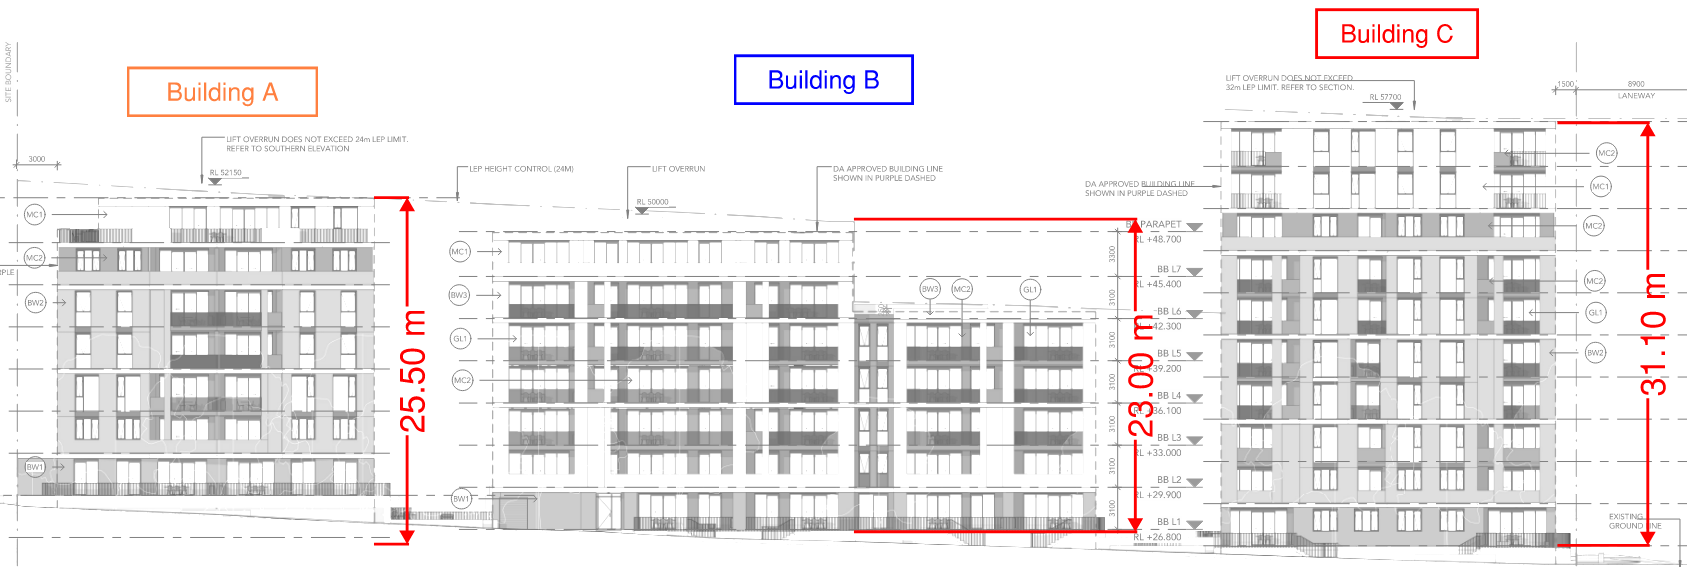 Building A
Building B
Building C
SITE BOUNDARY
3000
LIFT OVERRUN DOES NOT EXCEED 24m LEP LIMIT.
REFER TO SOUTHERN ELEVATION
RL 52150
LEP HEIGHT CONTROL (24M)
LIFT OVERRUN
RL 50000
DA APPROVED BUILDING LINE
SHOWN IN PURPLE DASHED
LIFT OVERRUN DOES NOT EXCEED
32m LEP LIMIT. REFER TO SECTION.
RL 57700
1500
8900
LANEWAY
DA APPROVED BUILDING LINE
SHOWN IN PURPLE DASHED
MC1
MC2
BW2
BW1
25.50 m
MC1
BW3
GL1
MC2
BW1
BW3
MC2
GL1
23.00 m
PARAPET
RL +48.700
3300
BB L7
RL +45.400
3100
BB L6
+42.300
3100
BB L5
+39.200
3100
BB L4
+36.100
3100
BB L3
+33.000
3100
BB L2
RL +29.900
3100
BB L1
RL +26.800
MC2
MC1
MC2
MC2
GL1
BW2
31.10 m
EXISTING
GROUND LINE